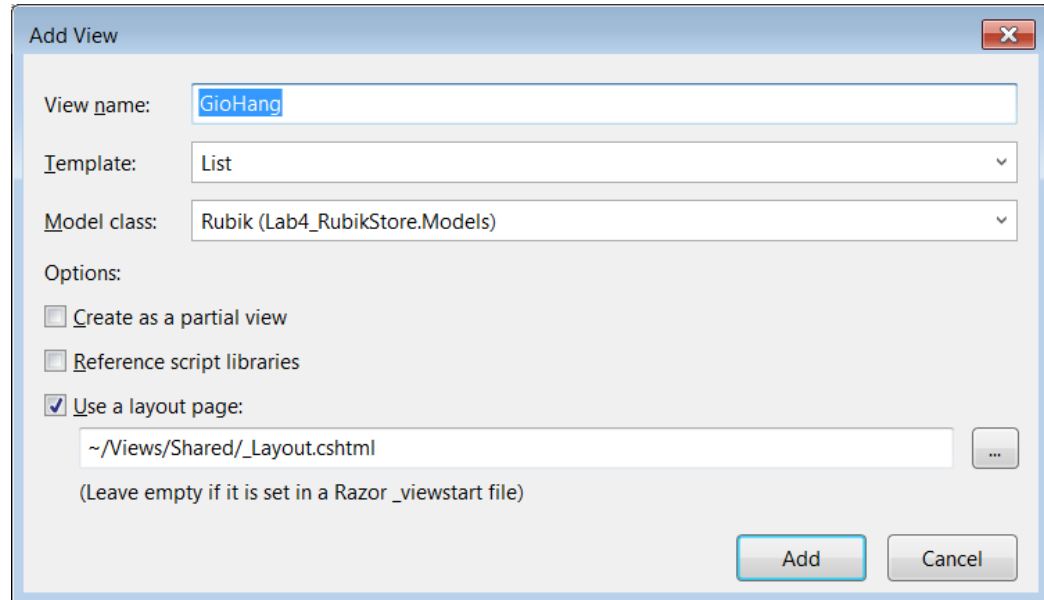 Add View
View name: GioHang
Template: List
Model class: Rubik (Lab4_RubikStore.Models)
Options:
Create as a partial view
Reference script libraries
Use a layout page:
~/Views/Shared/_Layout.cshtml ...
(Leave empty if it is set in a Razor _viewstart file)
Add Cancel